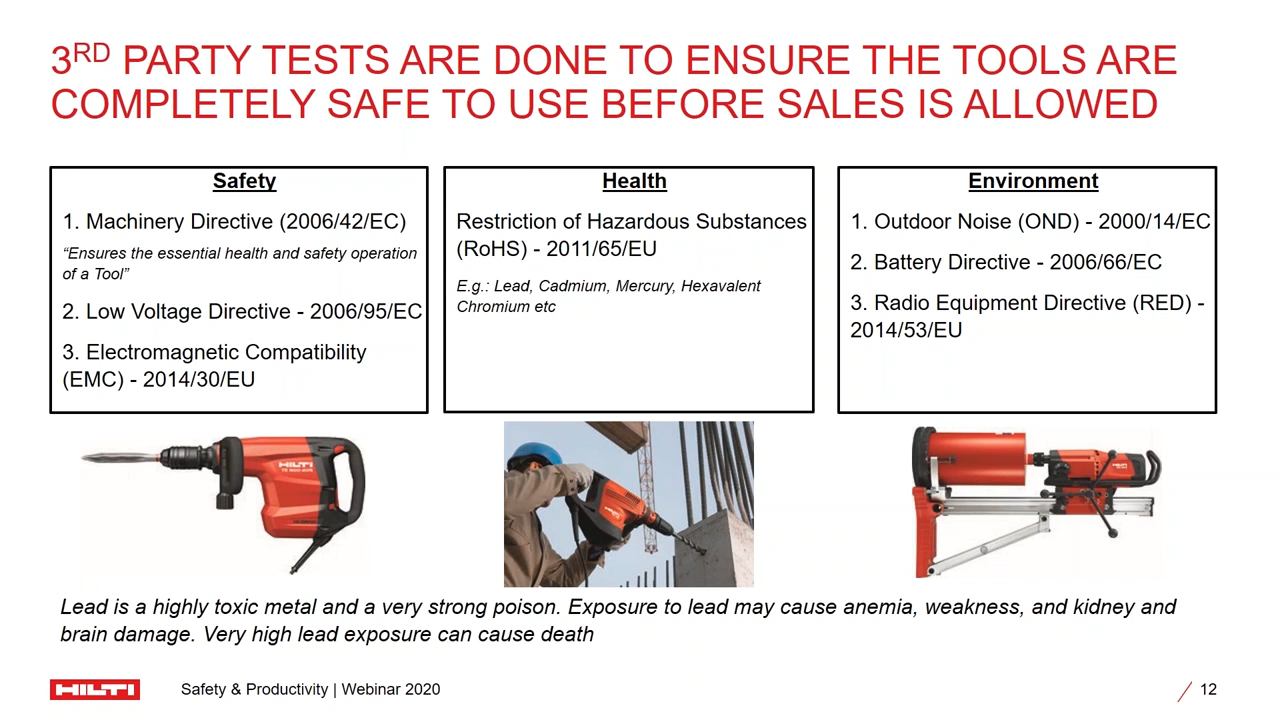 3RD PARTY TESTS ARE DONE TO ENSURE THE TOOLS ARE
COMPLETELY SAFE TO USE BEFORE SALES IS ALLOWED
Safety
1. Machinery Directive (2006/42/EC)
“Ensures the essential health and safety operation
of a Tool”
2. Low Voltage Directive - 2006/95/EC
3. Electromagnetic Compatibility
(EMC) - 2014/30/EU
Health
Restriction of Hazardous Substances
(RoHS) - 2011/65/EU
E.g.: Lead, Cadmium, Mercury, Hexavalent
Chromium etc
Environment
1. Outdoor Noise (OND) - 2000/14/EC
2. Battery Directive - 2006/66/EC
3. Radio Equipment Directive (RED) -
2014/53/EU
HILTI
HILTI
HILTI
Lead is a highly toxic metal and a very strong poison. Exposure to lead may cause anemia, weakness, and kidney and
brain damage. Very high lead exposure can cause death
HILTI
Safety & Productivity | Webinar 2020
12